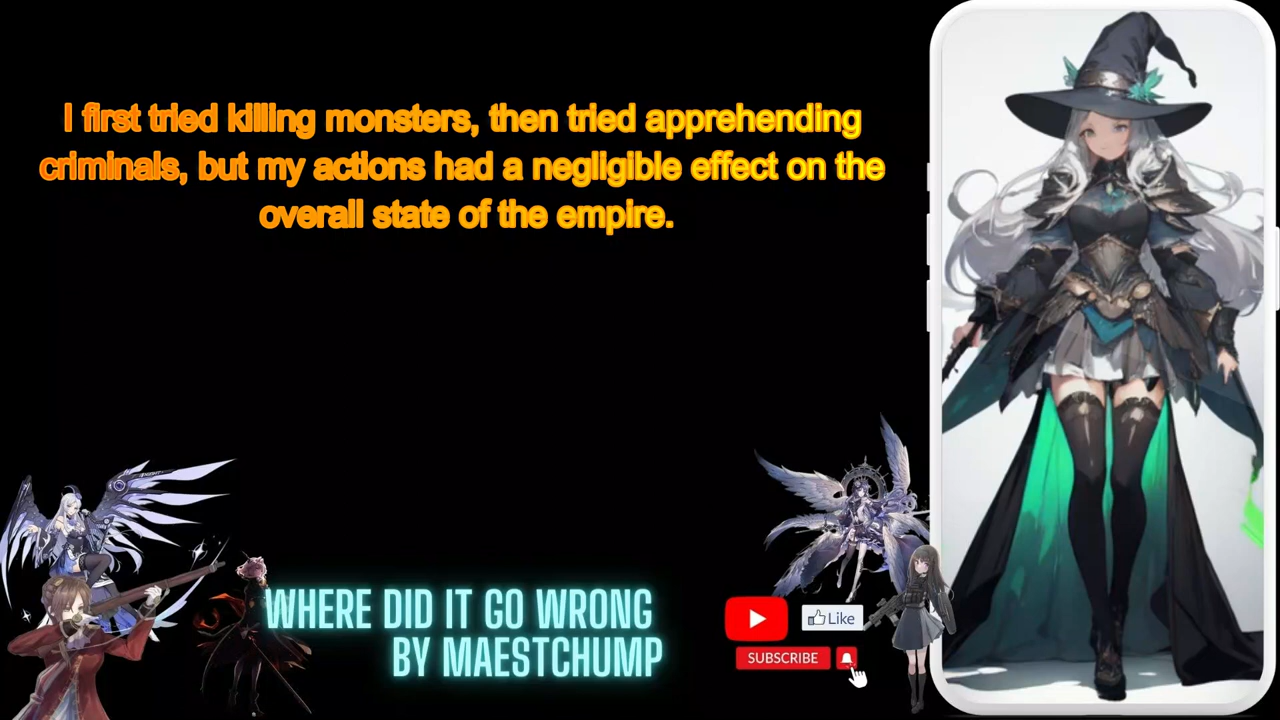 I first tried killing monsters, then tried apprehending
criminals, but my actions had a negligible effect on the
overall state of the empire.
WHERE DID IT GO WRONG
BY MAESTCHUMP
Like
SUBSCRIBE